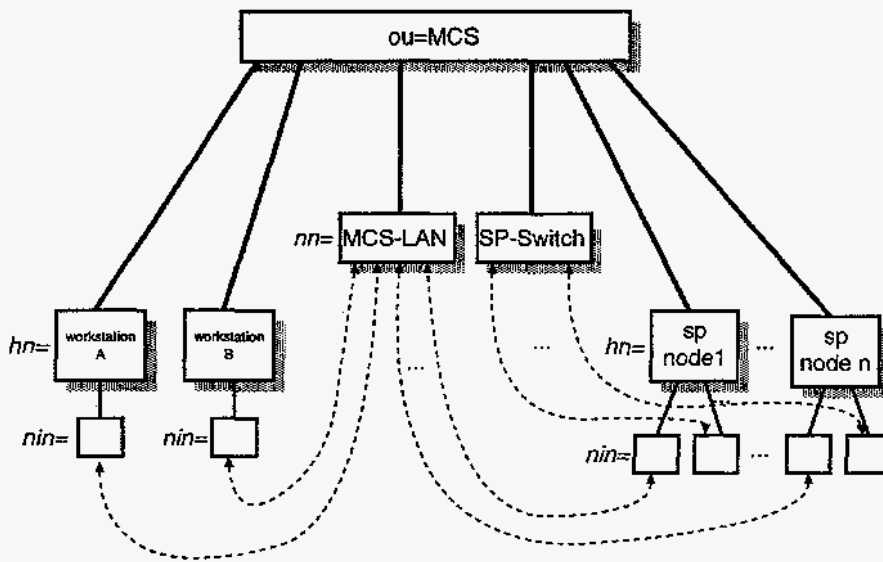 ou=MCS
nn= MCS-LAN SP-Switch
hn= workstation A
workstation B
hn= sp node1 ... sp node n
... ...
nin= nin= nin= ...